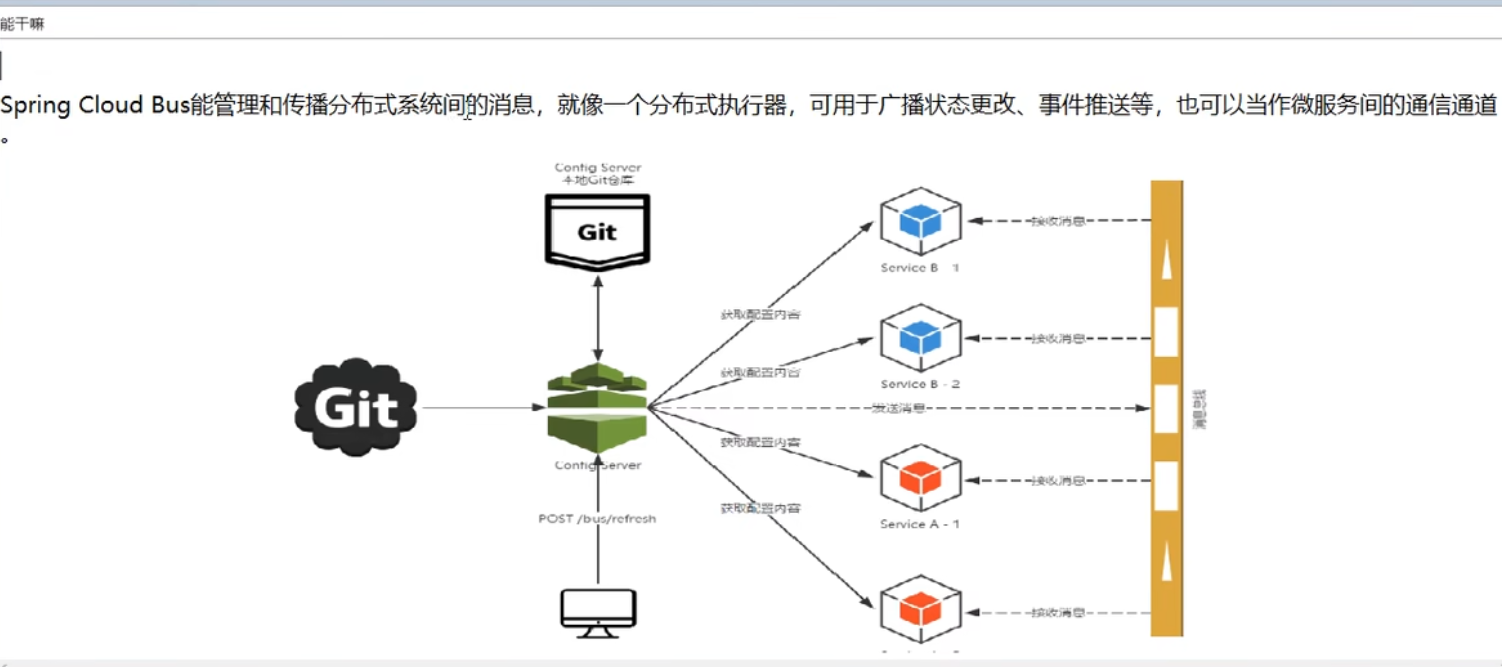 能干嘛
Spring Cloud Bus能管理和传播分布式系统间的消息，就像一个分布式执行器，可用于广播状态更改、事件推送等，也可以当作微服务间的通信通道
。
Config Server
本地Git仓库
Git
接收消息
Service B - 1
获取配置内容
接收消息
获取配置内容
Service B - 2
Git
发送消息
消息总线
获取配置内容
Config Server
接收消息
获取配置内容
POST /bus/refresh
Service A - 1
接收消息